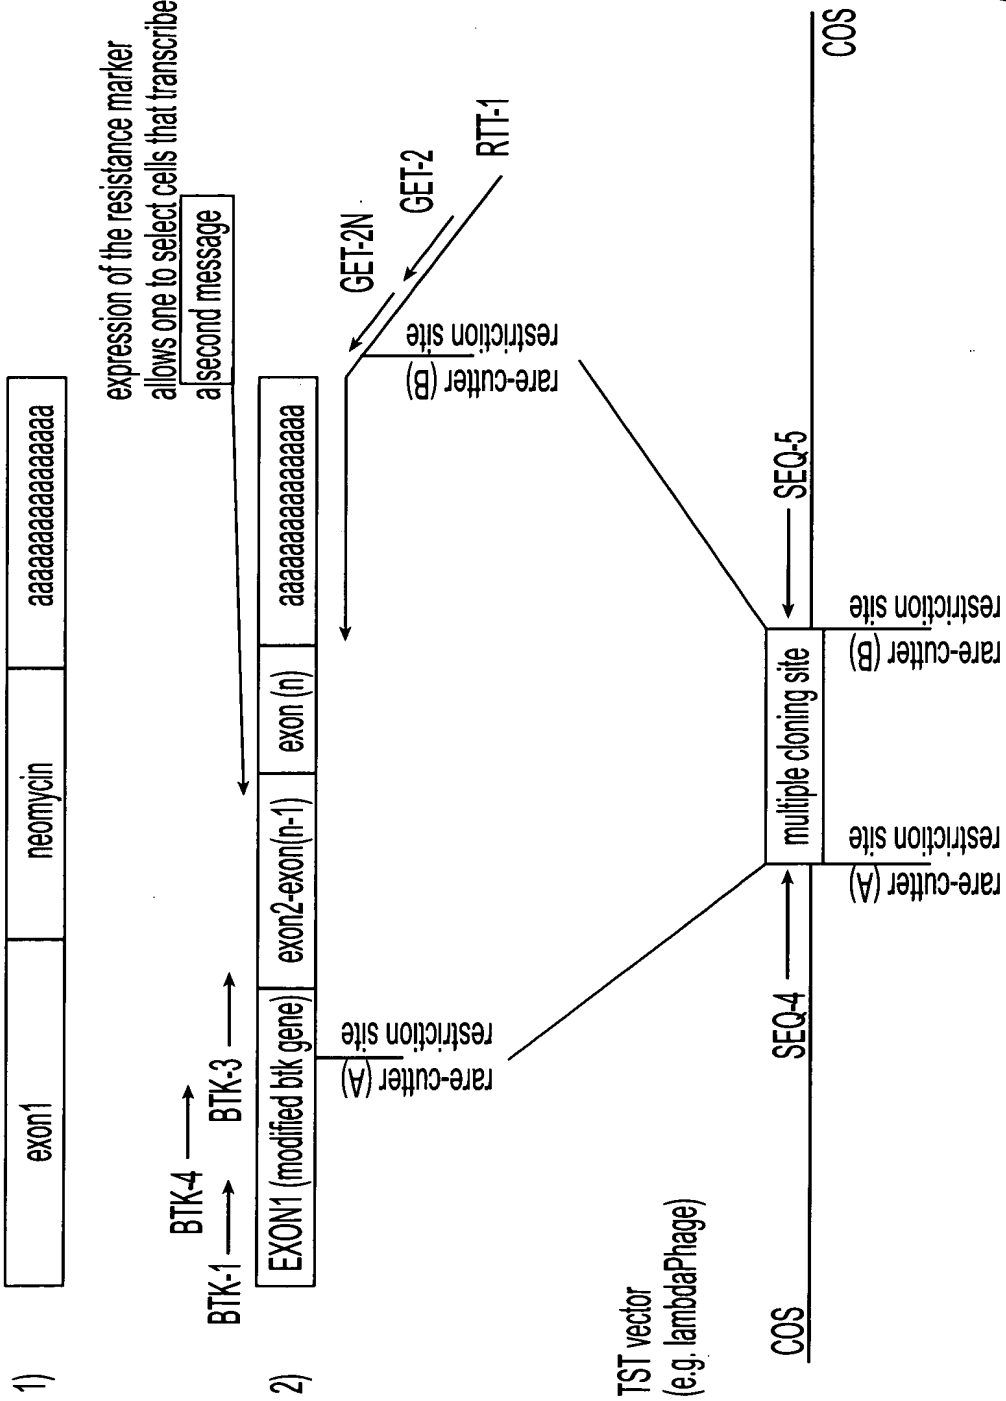 1)
exon1
neomycin
aaaaaaaaaaaaaa
expression of the resistance marker
allows one to select cells that transcribe
a second message
2)
BTK-1
BTK-4
BTK-3
EXON1 (modified btk gene)
exon2-exon(n-1)
exon (n)
aaaaaaaaaaaaaa
rare-cutter (A)
restriction site
GET-2N
GET-2
RTT-1
rare-cutter (B)
restriction site
TST vector
(e.g. lambdaPhage)
COS
SEQ-4
multiple cloning site
SEQ-5
COS
rare-cutter (A)
restriction site
rare-cutter (B)
restriction site